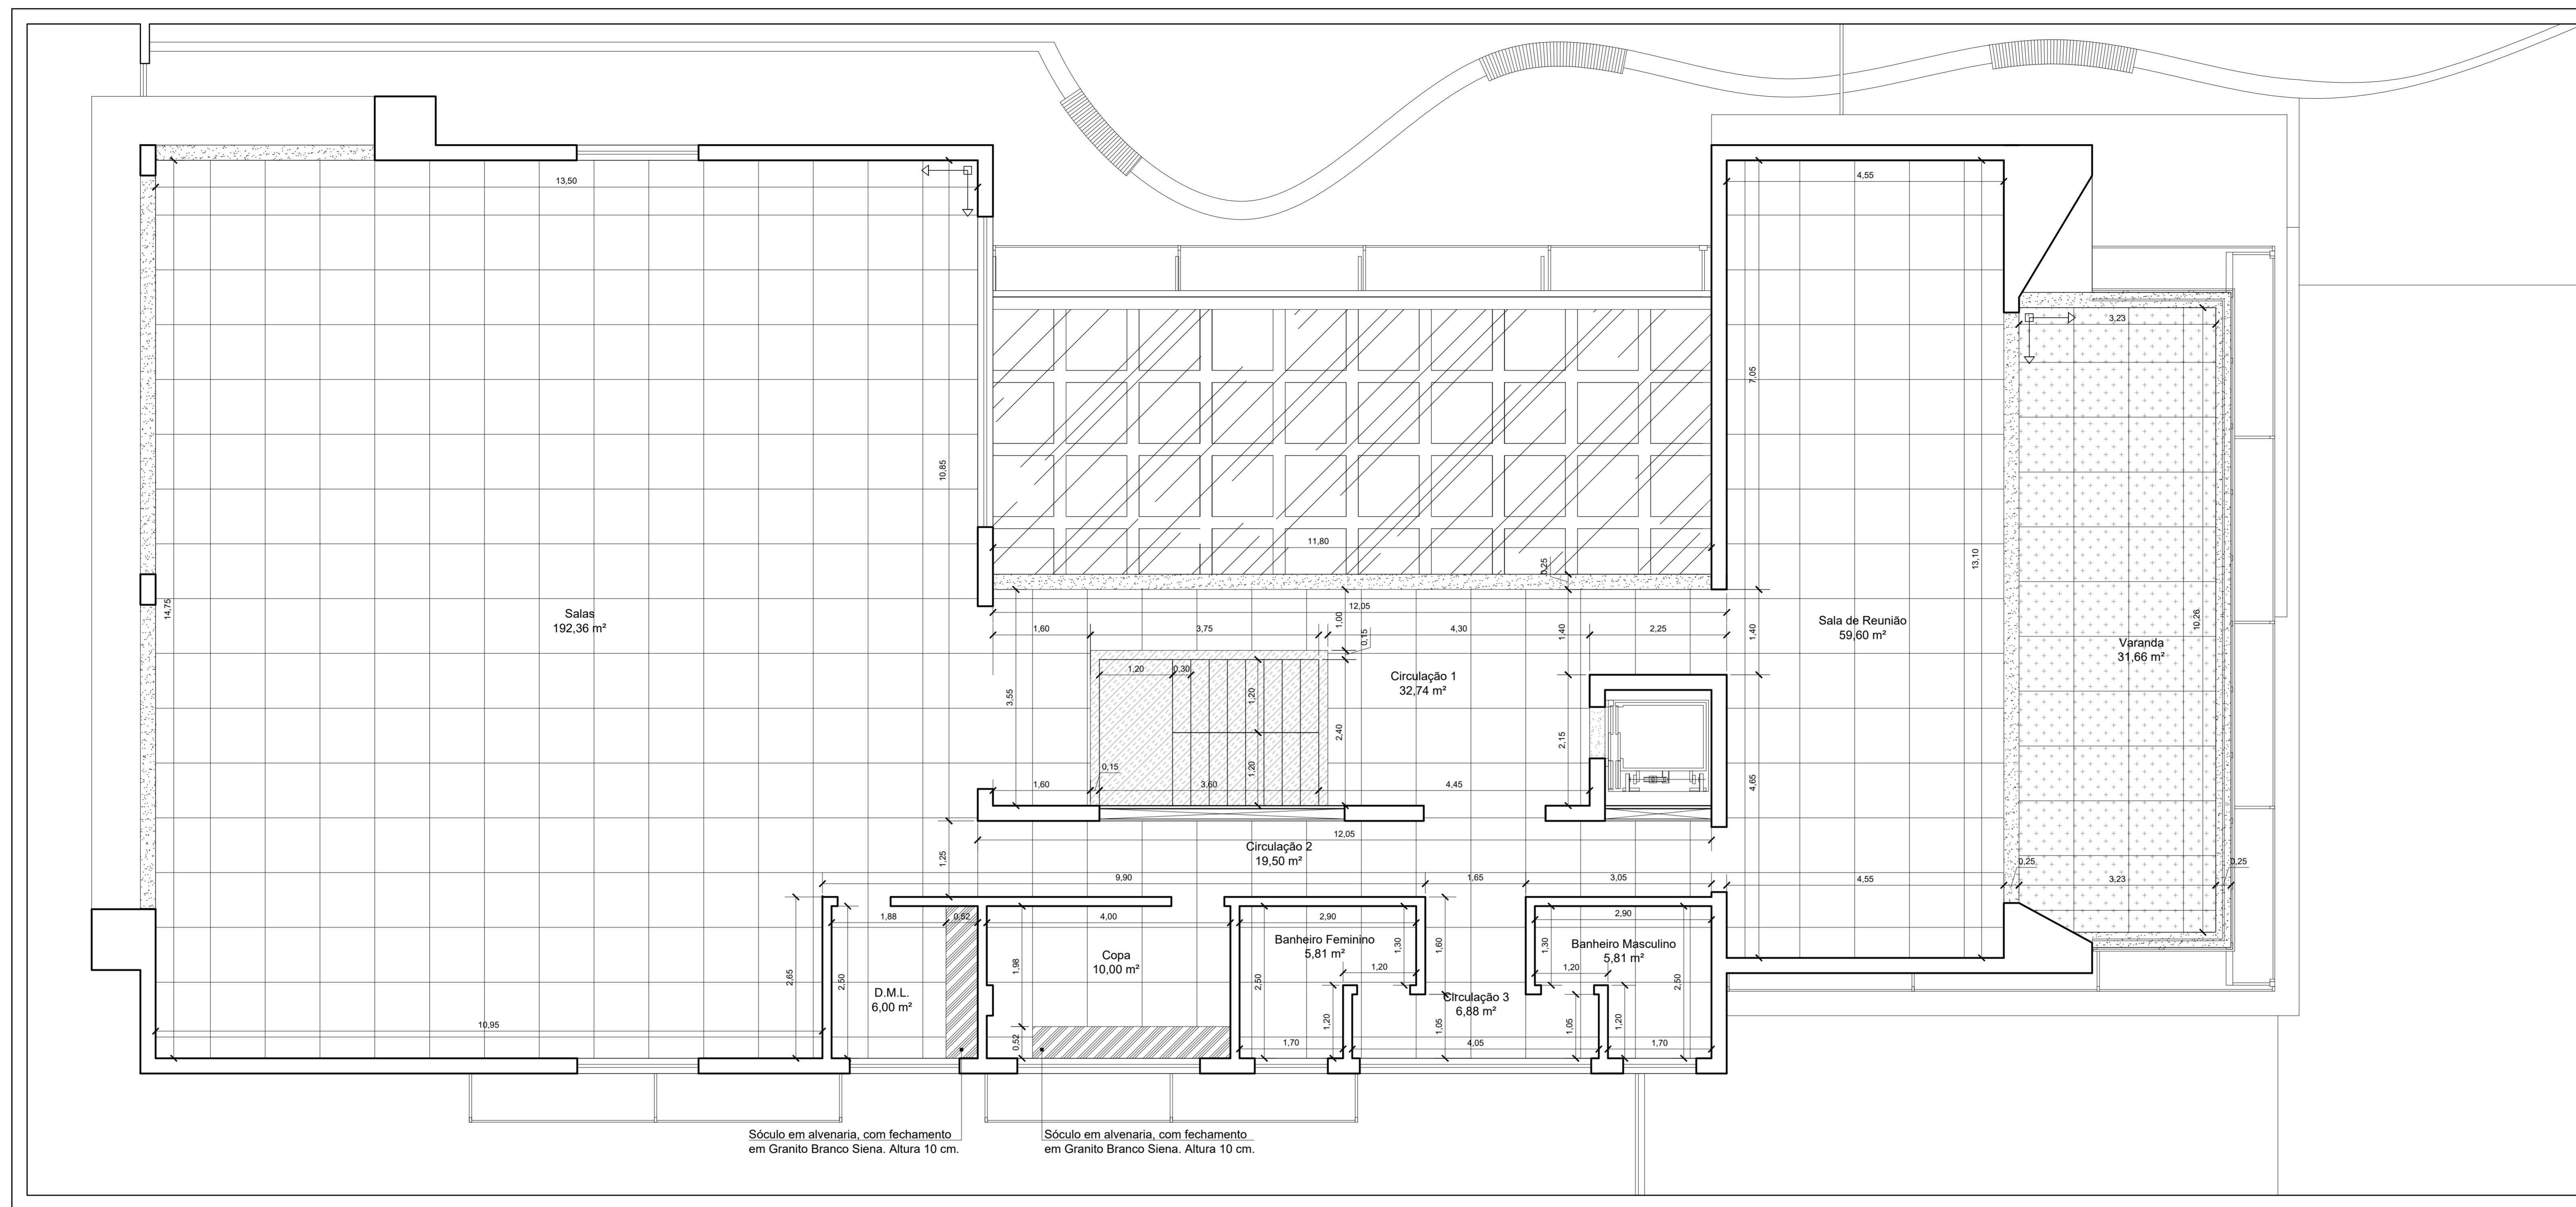 13,50
4,55
3,23
7,05
10,85
11,80
0,25
13,10
14,75
Salas
192,36 m²
12,05
1,00
1,60
3,75
0,15
4,30
1,40
2,25
1,40
Sala de Reunião
59,60 m²
10,26
Varanda
31,66 m²
1,20
0,30
1,20
Circulação 1
32,74 m²
3,55
2,40
2,15
0,15
1,60
3,60
1,20
4,45
4,65
12,05
Circulação 2
19,50 m²
1,25
9,90
1,65
3,05
4,55
0,25
3,23
0,25
1,88
0,52
4,00
2,90
2,90
Banheiro Feminino
5,81 m²
1,30
1,60
1,30
Banheiro Masculino
5,81 m²
Copa
10,00 m²
1,98
1,20
1,20
2,65
2,50
2,50
2,50
D.M.L.
6,00 m²
Circulação 3
6,88 m²
10,95
0,52
1,20
1,05
1,05
1,20
1,70
4,05
1,70
Sóculo em alvenaria, com fechamento
em Granito Branco Siena. Altura 10 cm.
Sóculo em alvenaria, com fechamento
em Granito Branco Siena. Altura 10 cm.